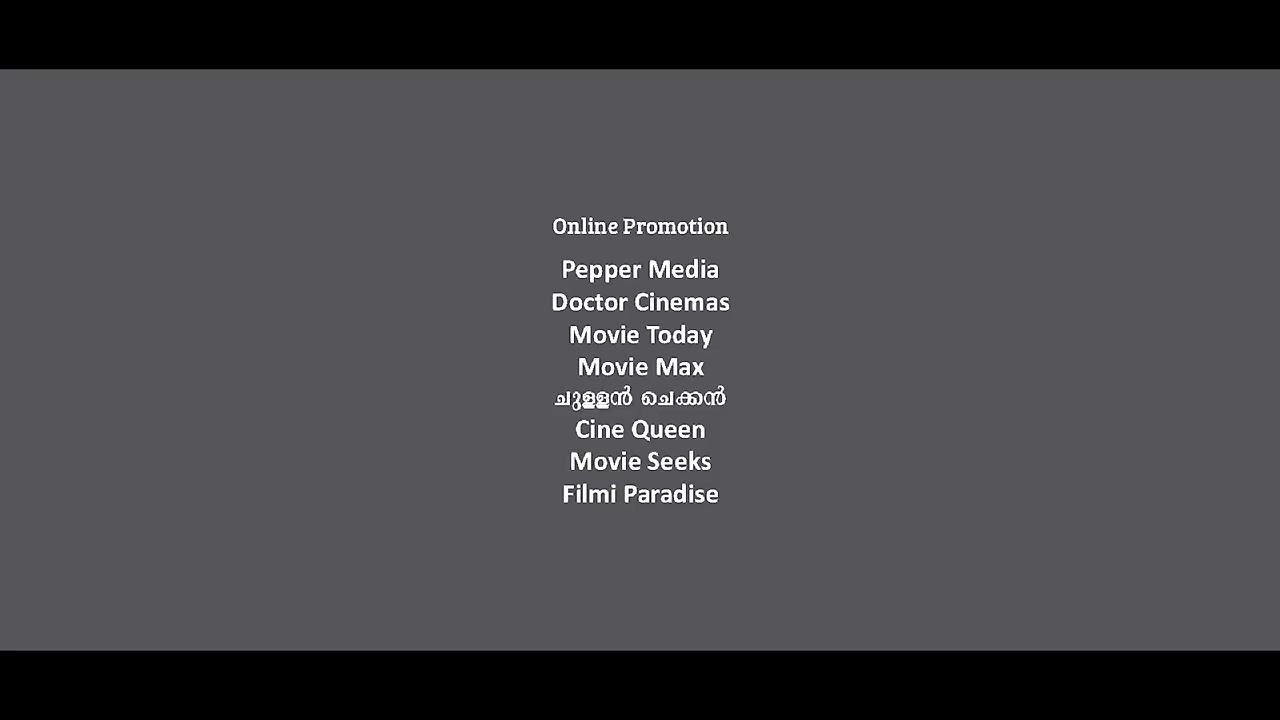 Online Promotion
Pepper Media
Doctor Cinemas
Movie Today
Movie Max
ചുള്ളൻ ചെക്കൻ
Cine Queen
Movie Seeks
Filmi Paradise